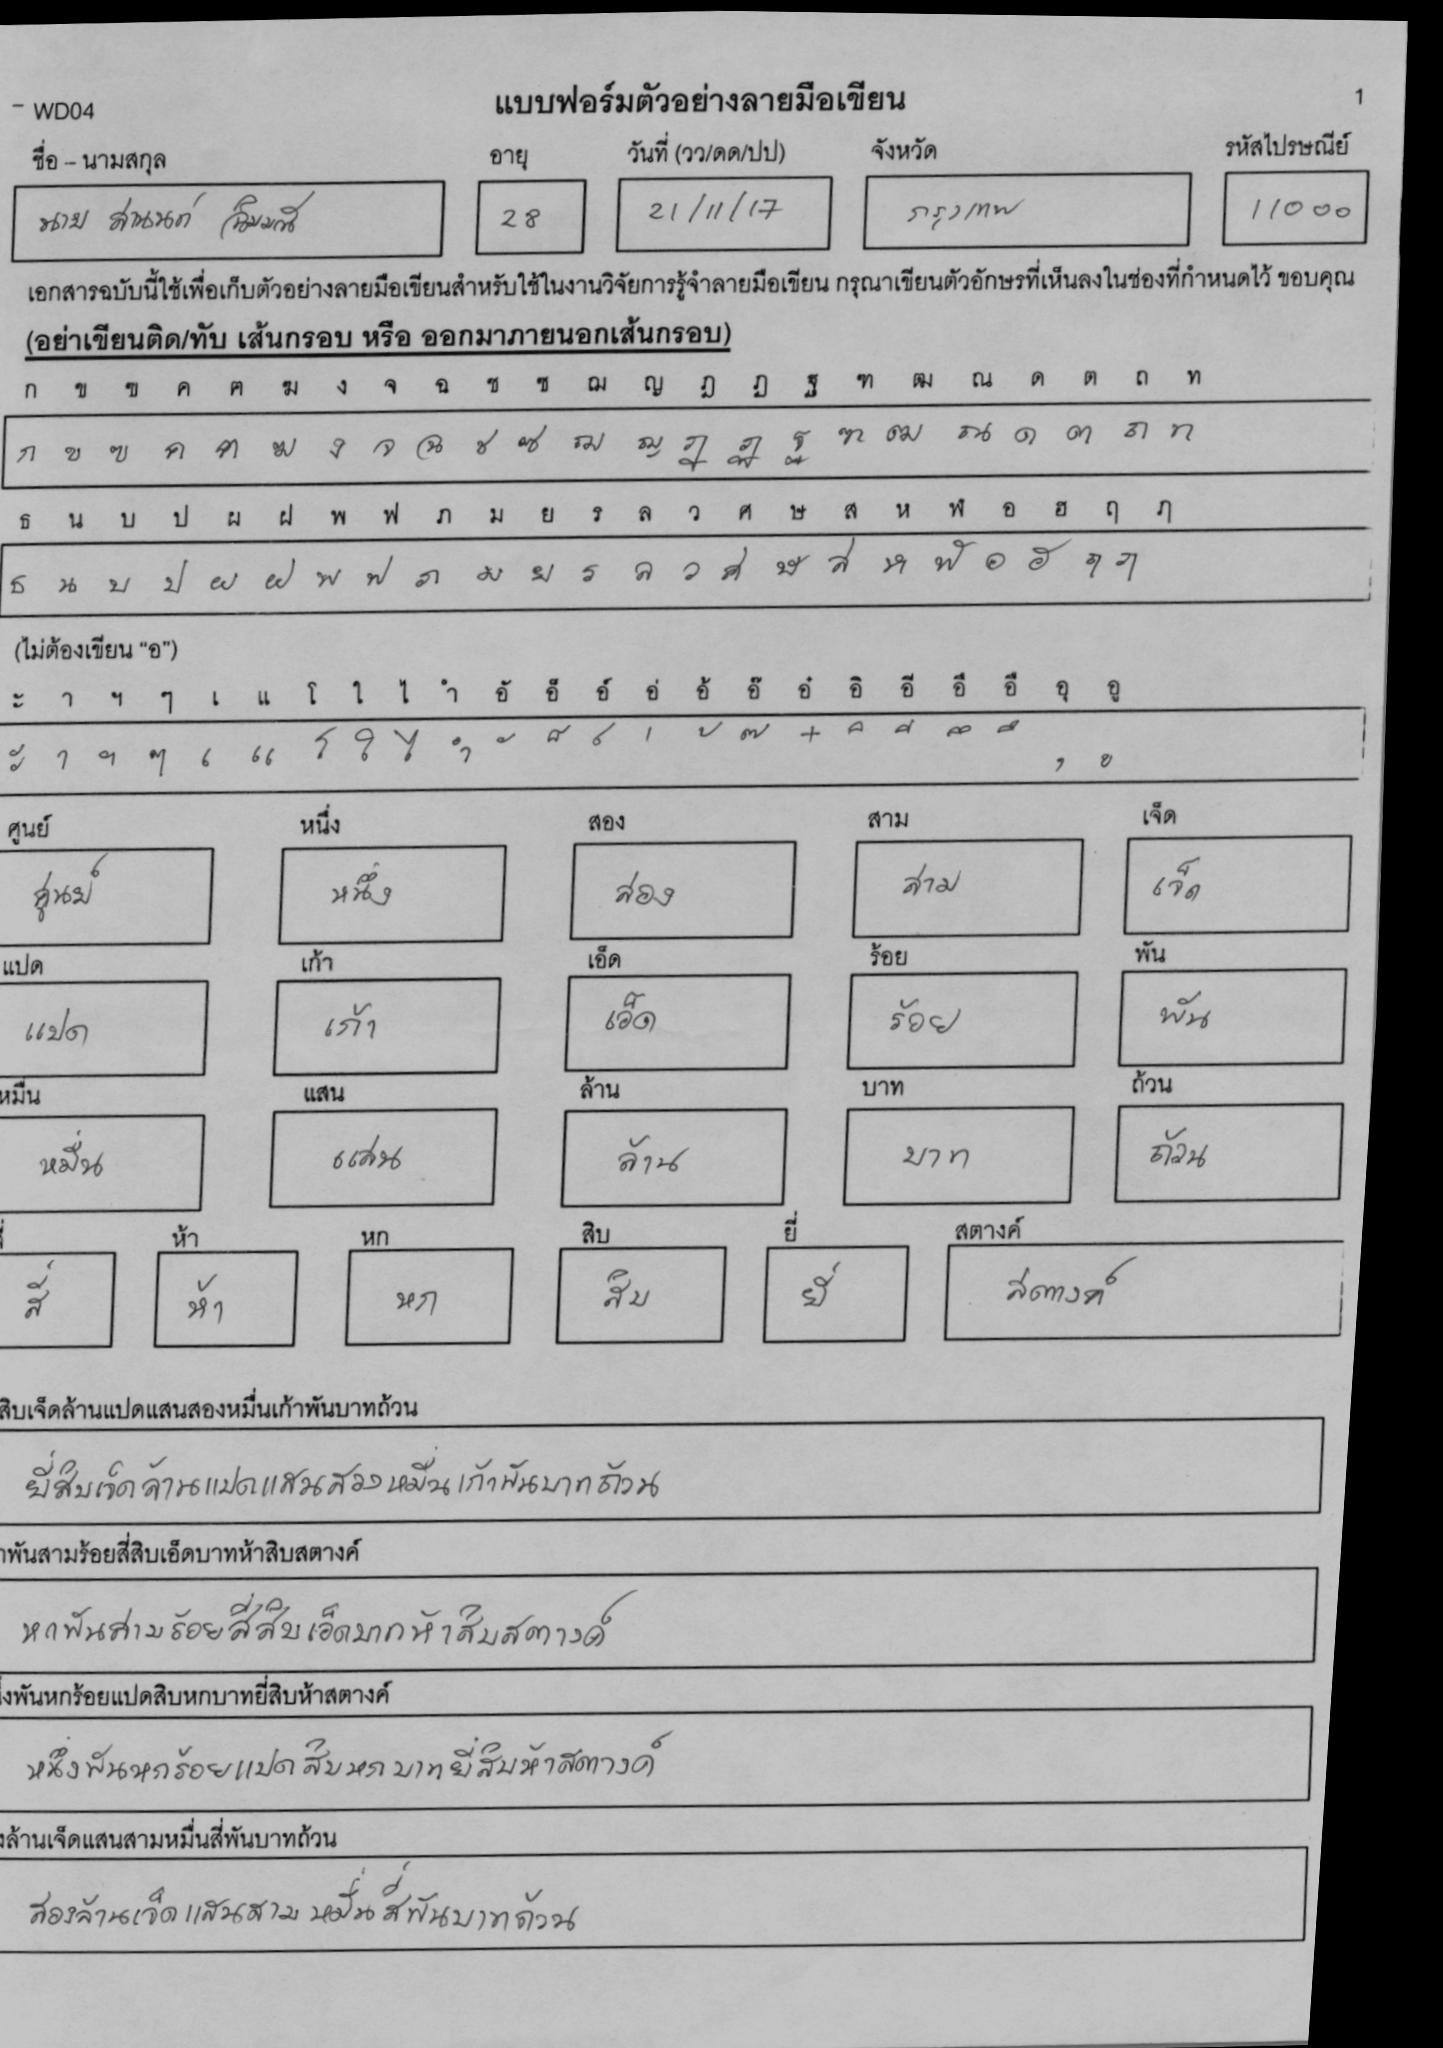 WD04 แบบฟอร์มตัวอย่างลายมือเขียน 1
ชื่อ – นามสกุล อายุ วันที่ (วว/ดด/ปป) จังหวัด รหัสไปรษณีย์
นาย 28 21/11/17 กรุงเทพ 11000
เอกสารฉบับนี้ใช้เพื่อเก็บตัวอย่างลายมือเขียนสำหรับใช้ในงานวิจัยการรู้จำลายมือเขียน กรุณาเขียนตัวอักษรที่เห็นลงในช่องที่กำหนดไว้ ขอบคุณ
(อย่าเขียนติด/ทับ เส้นกรอบ หรือ ออกมาภายนอกเส้นกรอบ)
ก ข ฃ ค ฅ ฆ ง จ ฉ ช ซ ฌ ญ ฎ ฏ ฐ ฑ ฒ ณ ด ต ถ ท
ก ข ฃ ค ฅ ฆ ง จ ฉ ช ซ ฌ ญ ฎ ฏ ฐ ฑ ฒ ณ ด ต ถ ท
ธ น บ ป ผ ฝ พ ฟ ภ ม ย ร ล ว ศ ษ ส ห ฬ อ ฮ ฤ ฦ
ธ น บ ป ผ ฝ พ ฟ ภ ม ย ร ล ว ศ ษ ส ห ฬ อ ฮ ฤ ฦ
(ไม่ต้องเขียน “อ”)
ะ า ฯ ๆ เ แ โ ใ ไ ำ อั อ็ อ์ อ่ อ้ อ๊ อ๋ อิ อี อึ อื อุ อู
ะ า ฯ ๆ เ แ โ ใ ไ ำ ั ็ ์ ่ ้ ๊ ๋ ิ ี ึ ื ุ ู
ศูนย์ หนึ่ง สอง สาม เจ็ด
ศูนย์ หนึ่ง สอง สาม เจ็ด
แปด เก้า เอ็ด ร้อย พัน
แปด เก้า เอ็ด ร้อย พัน
หมื่น แสน ล้าน บาท ถ้วน
หมื่น แสน ล้าน บาท ถ้วน
ห้า หก สิบ ยี่ สตางค์
สี่ ห้า หก สิบ ยี่ สตางค์
สิบเจ็ดล้านแปดแสนสองหมื่นเก้าพันบาทถ้วน
ยี่สิบเจ็ดล้านแปดแสนสองหมื่นเก้าพันบาทถ้วน
พันสามร้อยสี่สิบเอ็ดบาทห้าสิบสตางค์
หกพันสามร้อยสี่สิบเอ็ดบาทห้าสิบสตางค์
พันหกร้อยแปดสิบหกบาทยี่สิบห้าสตางค์
หนึ่งพันหกร้อยแปดสิบหกบาทยี่สิบห้าสตางค์
ล้านเจ็ดแสนสามหมื่นสี่พันบาทถ้วน
สองล้านเจ็ดแสนสามหมื่นสี่พันบาทถ้วน